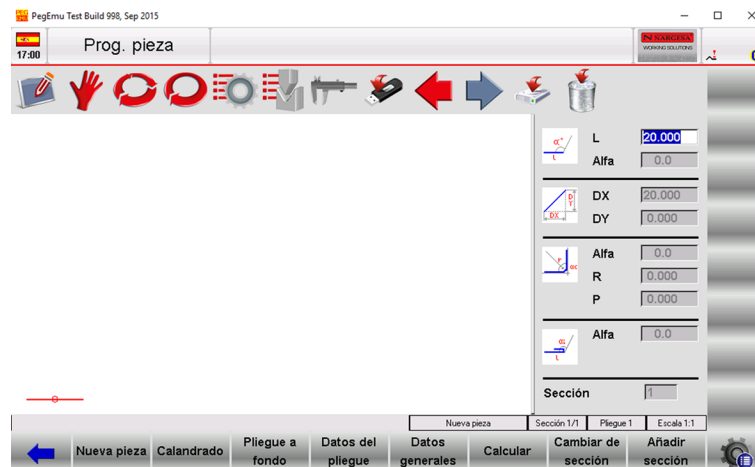 PegEmu Test Build 998, Sep 2015
17:00
Prog. pieza
NARGESA
WORKING SOLUTIONS
L 20.000
Alfa 0.0
DX 20.000
DY 0.000
Alfa 0.0
R 0.000
P 0.000
Alfa 0.0
Sección 1
Nueva pieza Sección 1/1 Pliegue 1 Escala 1:1
Nueva pieza
Calandrado
Pliegue a
fondo
Datos del
pliegue
Datos
generales
Calcular
Cambiar de
sección
Añadir
sección